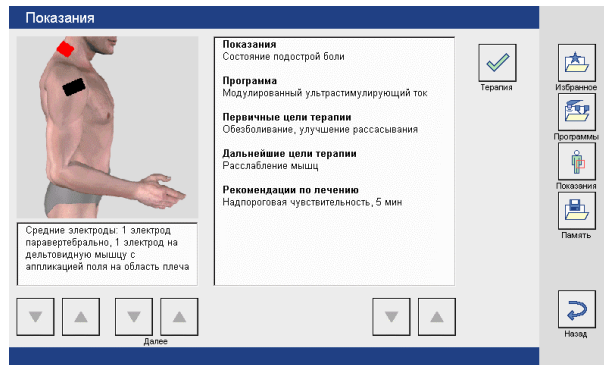 Показания
Показания
Состояние подострой боли
Программа
Модулированный ультрастимулирующий ток
Первичные цели терапии
Обезболивание, улучшение рассасывания
Дальнейшие цели терапии
Расслабление мышц
Рекомендации по лечению
Надпороговая чувствительность, 5 мин
Средние электроды: 1 электрод
паравертебрально, 1 электрод на
дельтовидную мышцу с
аппликацией поля на область плеча
Далее
Терапия
Избранное
Программы
Показания
Память
Назад